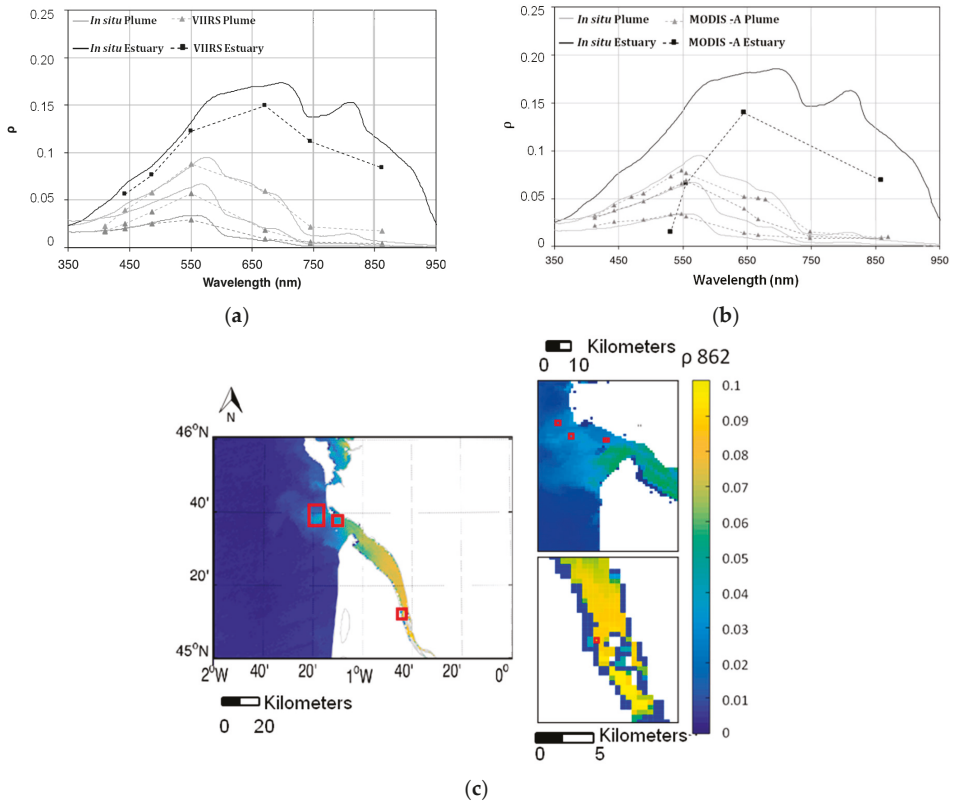 0.25
0.20
0.15
0.1
0.05
0
ρ
In situ Plume
VIIRS Plume
In situ Estuary
VIIRS Estuary
350 450 550 650 750 850 950
Wavelength (nm)
(a)
0.25
0.20
0.15
0.1
0.05
0
ρ
In situ Plume
MODIS -A Plume
In situ Estuary
MODIS -A Estuary
350 450 550 650 750 850 950
Wavelength (nm)
(b)
N
46°N
40'
20'
45°N
2°W 40' 20' 1°W 40' 20' 0°
Kilometers
0 20
Kilometers
0 10
ρ 862
0.1
0.09
0.08
0.07
0.06
0.05
0.04
0.03
0.02
0.01
0
Kilometers
0 5
(c)